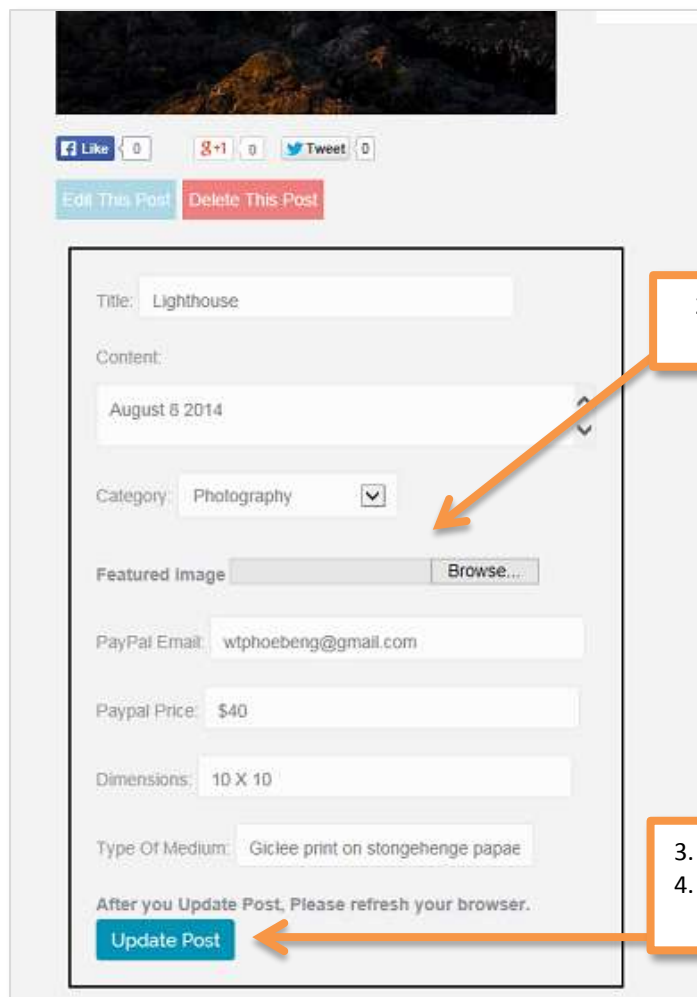 Like 0 g+1 0 Tweet 0
Edit This Post Delete This Post
Title: Lighthouse
Content:
August 8 2014
Category: Photography
Featured Image Browse...
PayPal Email: wtphoebeng@gmail.com
Paypal Price: $40
Dimensions: 10 X 10
Type Of Medium: Giclee print on stongehenge papae
3.
4.
After you Update Post, Please refresh your browser.
Update Post